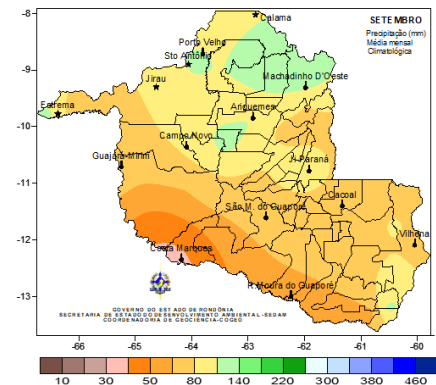 SETEMBRO
Precipitação (mm)
Média mensal
Climatológica
-8
-9
-10
-11
-12
-13
Calama
Porto Velho
Sto Antônio
Machadinho D'Oeste
Jirau
Extrema
Ariquemes
Campo Novo
Guajará-Mirim
Ji-Paraná
Cacoal
São M. do Guaporé
Vilhena
Costa Marques
P. Moura do Guaporé
GOVERNO DO ESTADO DE RONDÔNIA
SECRETARIA DE ESTADO DO DESENVOLVIMENTO AMBIENTAL-SEDAM
COORDENADORIA DE GEOCIÊNCIA-COGEO
-66 -65 -64 -63 -62 -61 -60
10 30 50 80 140 220 300 380 460